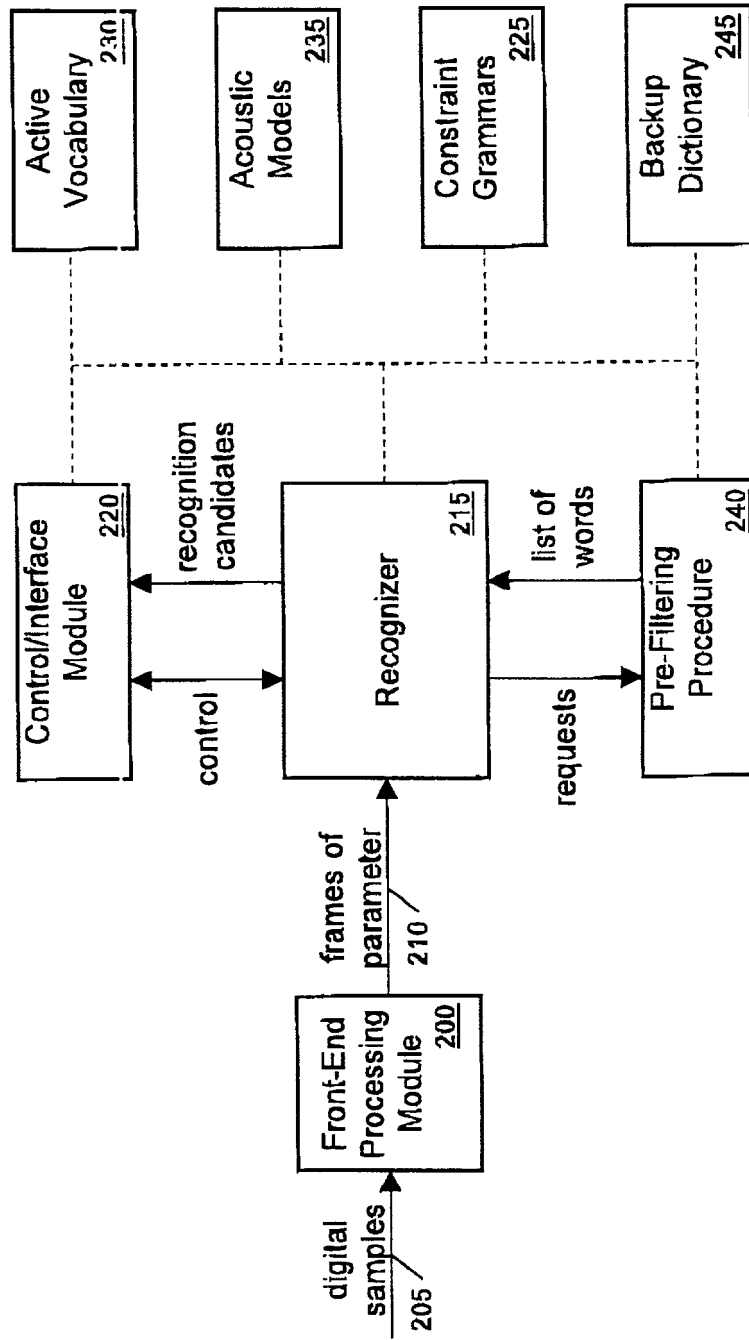 digital
samples
205
Front-End
Processing
Module
200
frames of
parameter
210
Control/Interface
Module
220
control
recognition
candidates
Recognizer
215
requests
list of
words
Pre-Filtering
Procedure
240
Active
Vocabulary
230
Acoustic
Models
235
Constraint
Grammars
225
Backup
Dictionary
245